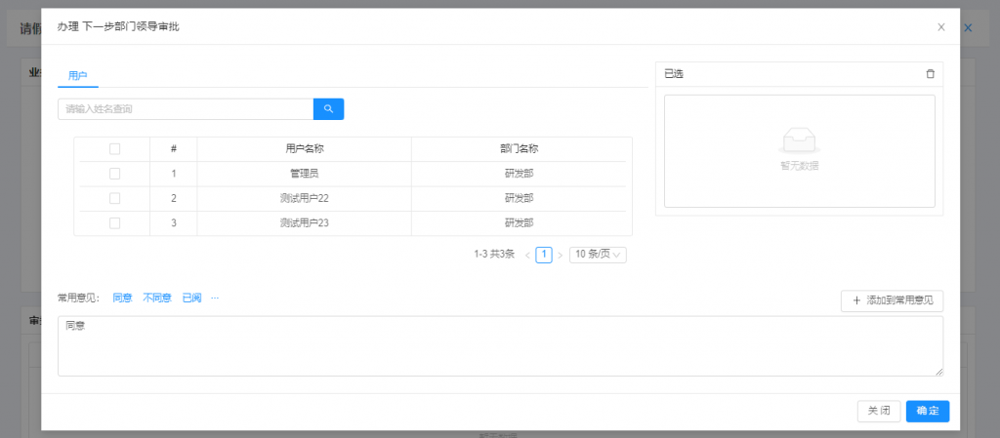 请假
办理 下一步部门领导审批
用户
已选
请输入姓名查询
# 用户名称 部门名称
1 管理员 研发部
2 测试用户22 研发部
3 测试用户23 研发部
暂无数据
1-3 共3条 < 1 > 10 条/页
常用意见： 同意 不同意 已阅 ···
+ 添加到常用意见
同意
关闭 确定